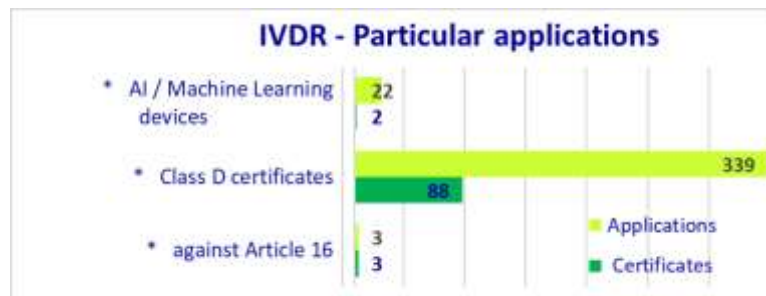 IVDR - Particular applications
* AI / Machine Learning
devices
22
2
* Class D certificates
339
88
* against Article 16
3
3
Applications
Certificates